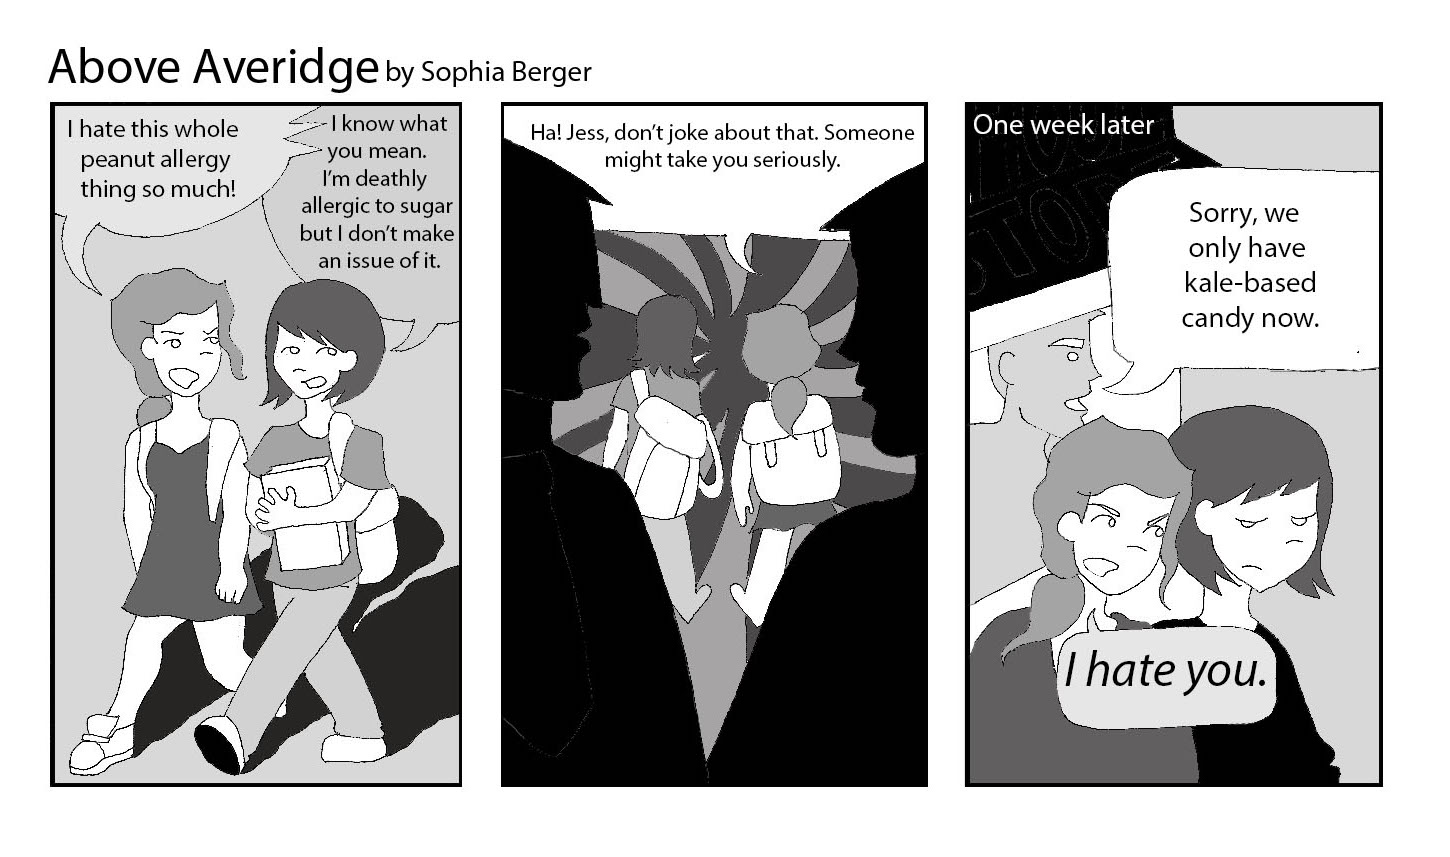 Above Averidge by Sophia Berger
I hate this whole
peanut allergy
thing so much!
I know what
you mean.
I'm deathly
allergic to sugar
but I don't make
an issue of it.
Ha! Jess, don't joke about that. Someone
might take you seriously.
One week later
Sorry, we
only have
kale-based
candy now.
I hate you.